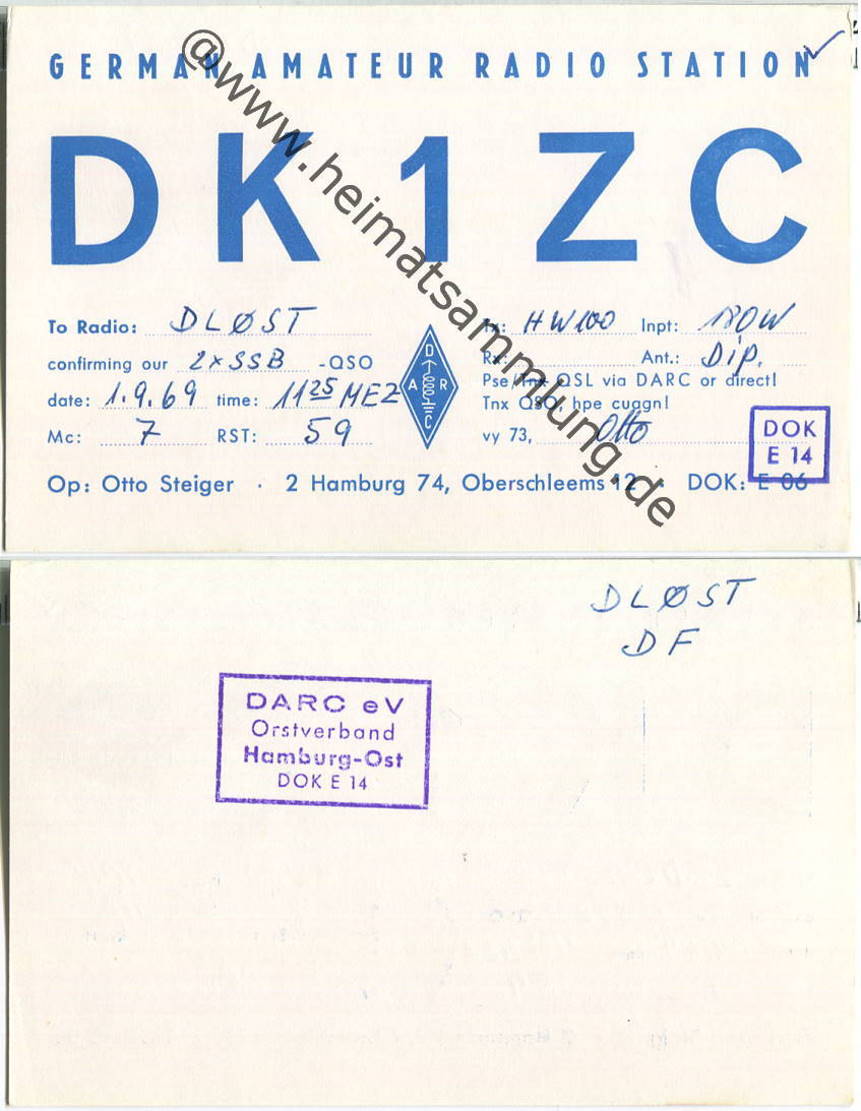 GERMAN AMATEUR RADIO STATION
DK1ZC
@www.heimatsammlung.de
To Radio: DLØST
Tx: HW100 Inpt: 180W
confirming our 2xSSB -QSO
Rx: Ant.: Dip.
date: 1.9.69 time: 1125 MEZ
Pse/Tnx QSL via DARC or direct!
Mc: 7 RST: 59
Tnx QSO, hpe cuagn!
vy 73, Otto
D
A R
C
DOK
E 14
Op: Otto Steiger · 2 Hamburg 74, Oberschleems 12 · DOK: E 06
DLØST
DF
DARC eV
Orstverband
Hamburg-Ost
DOK E 14